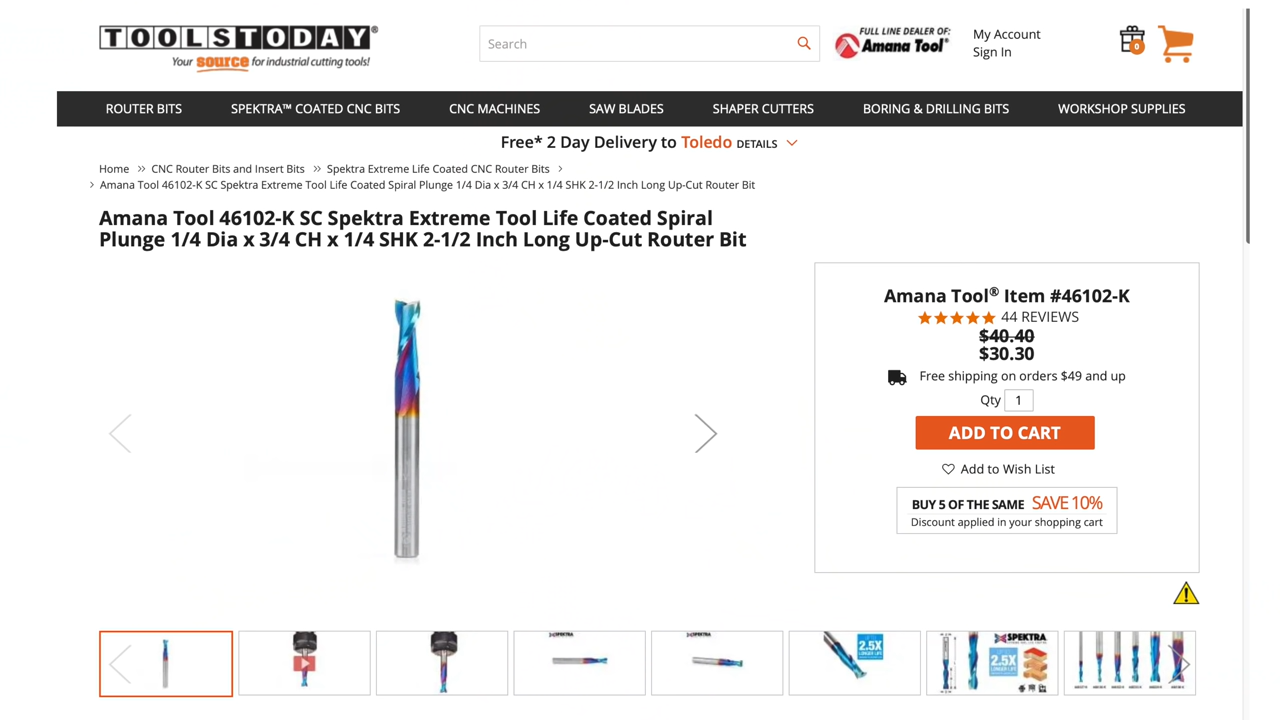 TOOLSTODAY®
Your source for industrial cutting tools!
Search
FULL LINE DEALER OF:
Amana Tool®
My Account
Sign In
0
ROUTER BITS
SPEKTRA™ COATED CNC BITS
CNC MACHINES
SAW BLADES
SHAPER CUTTERS
BORING & DRILLING BITS
WORKSHOP SUPPLIES
Free* 2 Day Delivery to Toledo DETAILS
Home » CNC Router Bits and Insert Bits » Spektra Extreme Life Coated CNC Router Bits ›
› Amana Tool 46102-K SC Spektra Extreme Tool Life Coated Spiral Plunge 1/4 Dia x 3/4 CH x 1/4 SHK 2-1/2 Inch Long Up-Cut Router Bit
Amana Tool 46102-K SC Spektra Extreme Tool Life Coated Spiral
Plunge 1/4 Dia x 3/4 CH x 1/4 SHK 2-1/2 Inch Long Up-Cut Router Bit
Amana Tool® Item #46102-K
44 REVIEWS
$40.40
$30.30
Free shipping on orders $49 and up
Qty 1
ADD TO CART
Add to Wish List
BUY 5 OF THE SAME SAVE 10%
Discount applied in your shopping cart
SPEKTRA
SPEKTRA
2.5X
SPEKTRA
2.5X